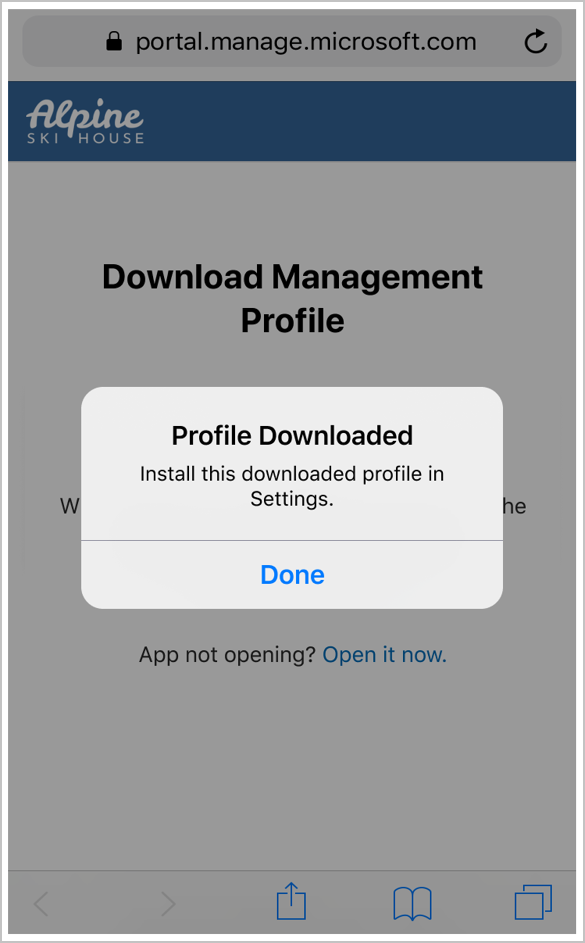 portal.manage.microsoft.com
Alpine
SKI HOUSE
Download Management
Profile
Profile Downloaded
Install this downloaded profile in
Settings.
W he
Done
App not opening? Open it now.